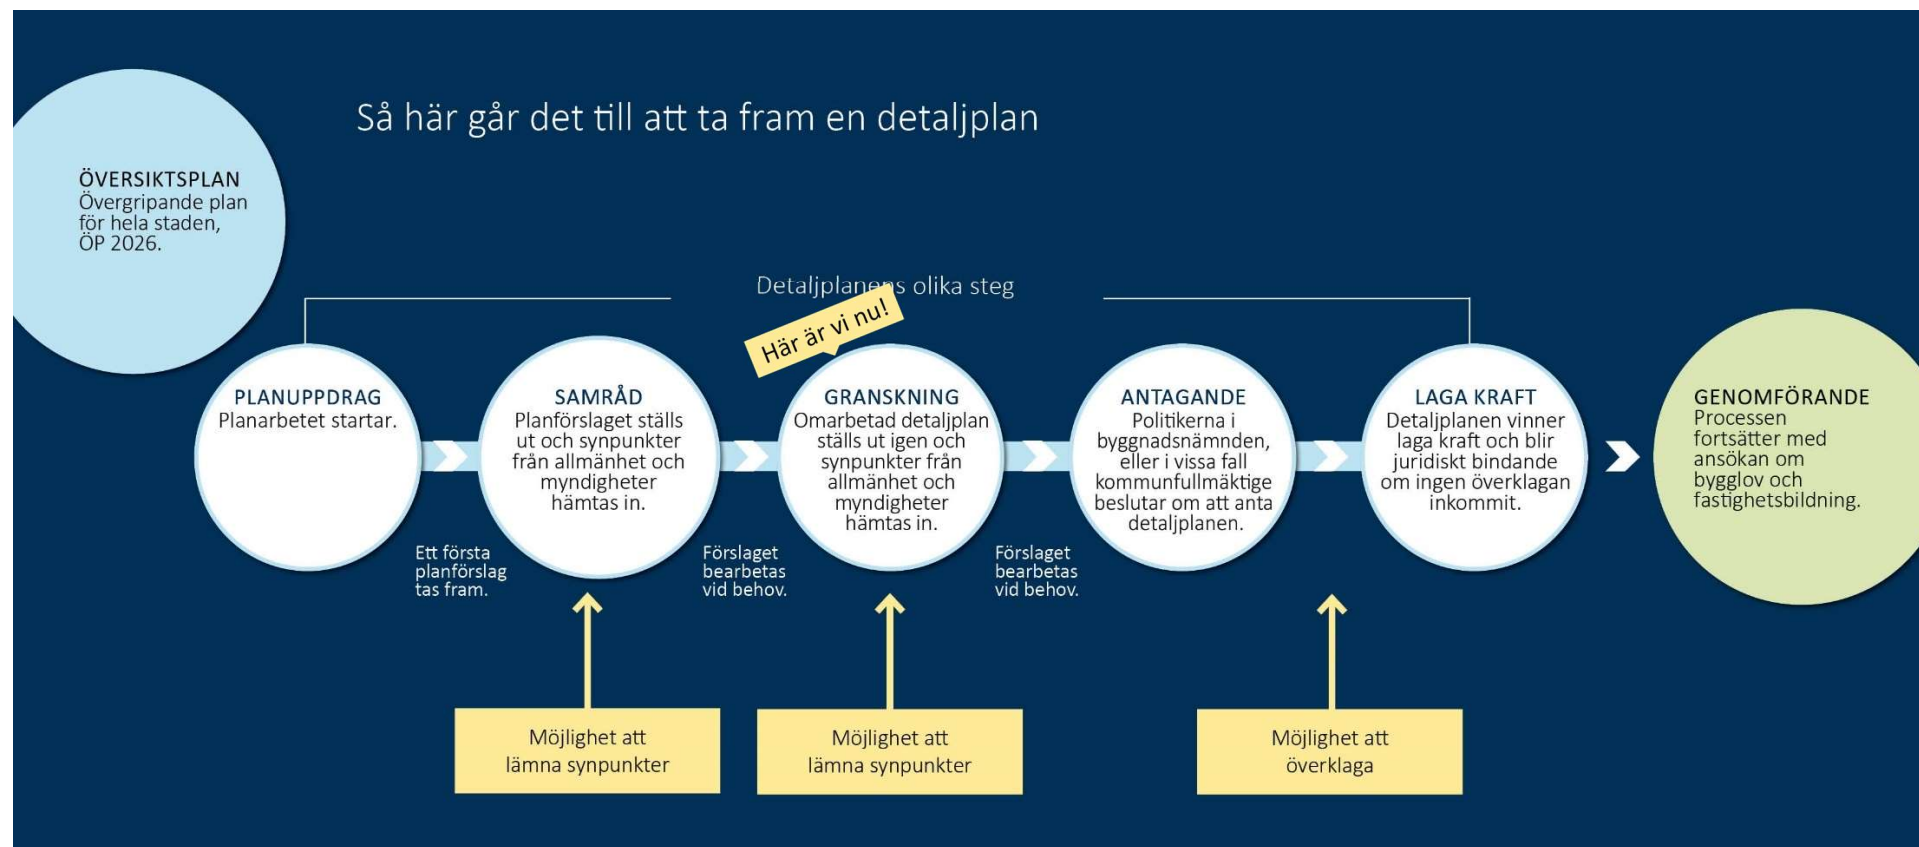 Så här går det till att ta fram en detaljplan
ÖVERSIKTSPLAN
Övergripande plan
för hela staden,
ÖP 2026.
Detaljplanens olika steg
Här är vi nu!
PLANUPPDRAG
Planarbetet startar.
Ett första
planförslag
tas fram.
SAMRÅD
Planförslaget ställs
ut och synpunkter
från allmänhet och
myndigheter
hämtas in.
Förslaget
bearbetas
vid behov.
GRANSKNING
Omarbetad detaljplan
ställs ut igen och
synpunkter från
allmänhet och
myndigheter
hämtas in.
Förslaget
bearbetas
vid behov.
ANTAGANDE
Politikerna i
byggnadsnämnden,
eller i vissa fall
kommunfullmäktige
beslutar om att anta
detaljplanen.
LAGA KRAFT
Detaljplanen vinner
laga kraft och blir
juridiskt bindande
om ingen överklagan
inkommit.
GENOMFÖRANDE
Processen
fortsätter med
ansökan om
bygglov och
fastighetsbildning.
Möjlighet att
lämna synpunkter
Möjlighet att
lämna synpunkter
Möjlighet att
överklaga